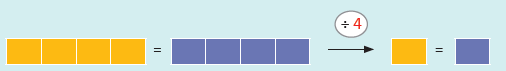 ÷ 4
= =